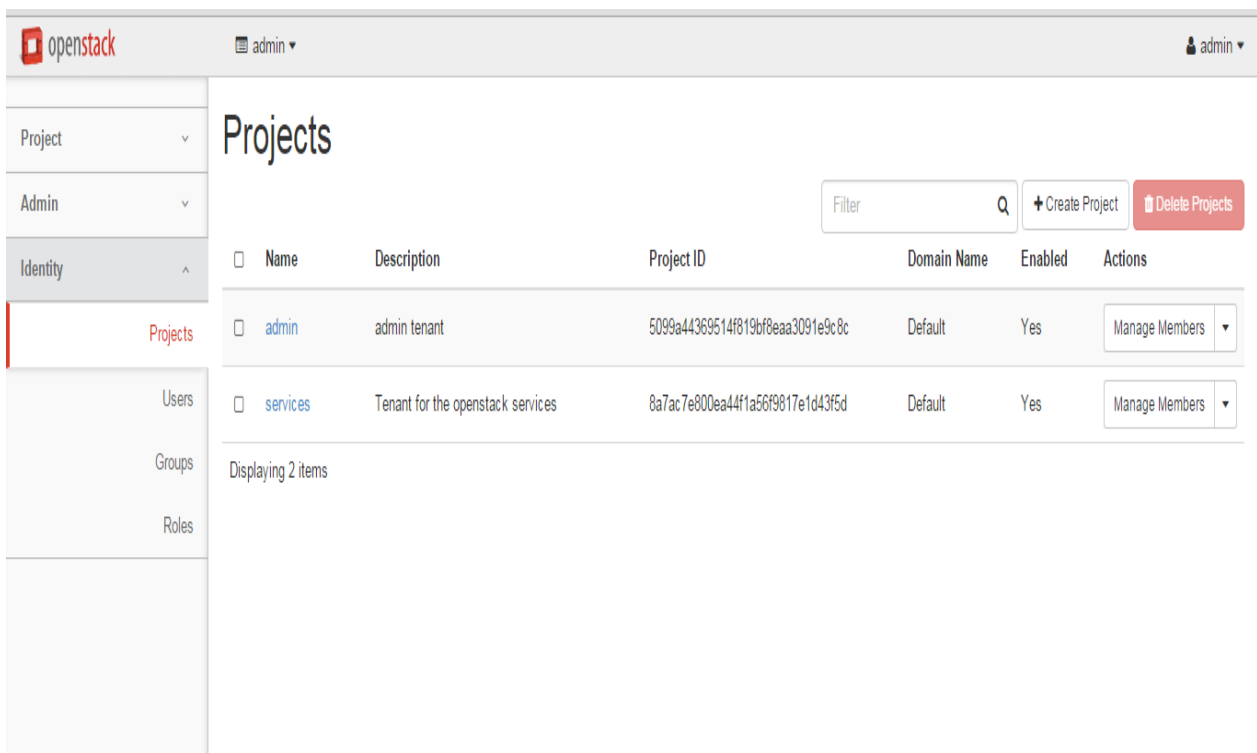 openstack admin admin
Project
Admin
Identity
Projects
Users
Groups
Roles
Projects
Filter Create Project Delete Projects
Name Description Project ID Domain Name Enabled Actions
admin admin tenant 5099a44369514f819bf8eaa3091e9c8c Default Yes Manage Members
services Tenant for the openstack services 8a7ac7e800ea44f1a56f9817e1d43f5d Default Yes Manage Members
Displaying 2 items